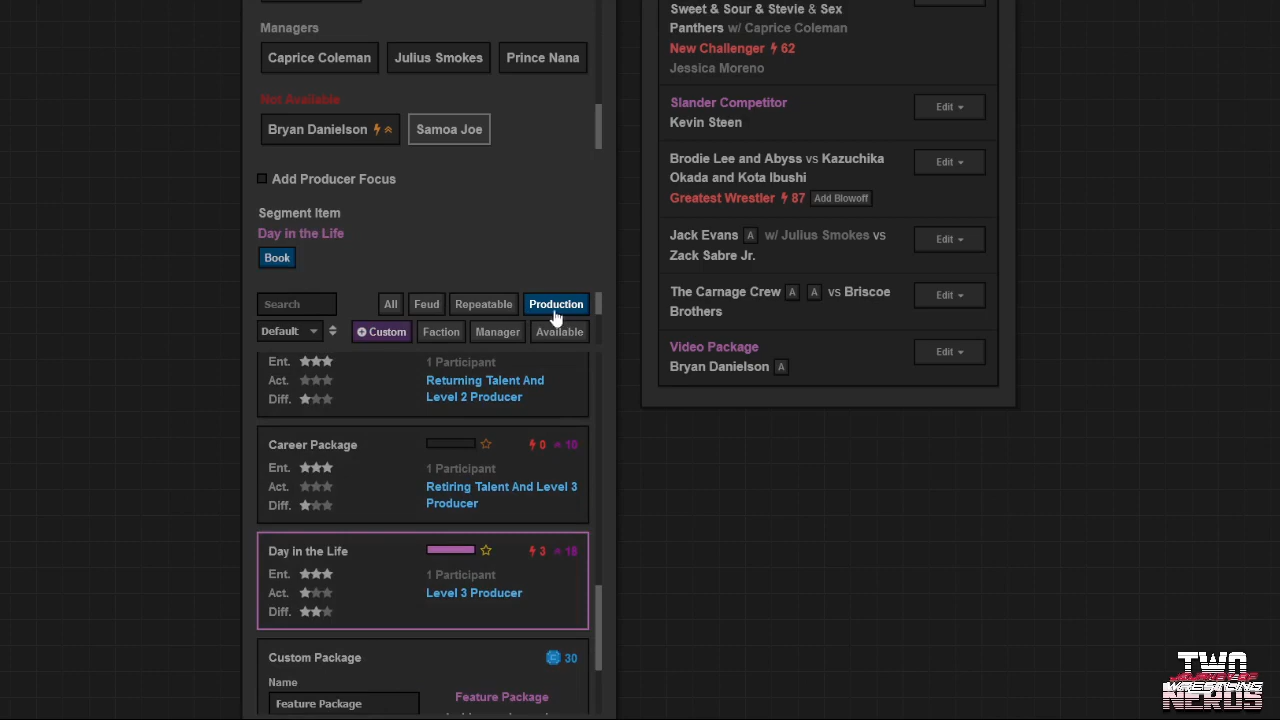 Managers
Caprice Coleman Julius Smokes Prince Nana
Not Available
Bryan Danielson Samoa Joe
Add Producer Focus
Segment Item
Day in the Life
Book
Search All Feud Repeatable Production
Default Custom Faction Manager Available
Ent. 1 Participant
Act. Returning Talent And
Diff. Level 2 Producer
Career Package 0 10
Ent. 1 Participant
Act. Retiring Talent And Level 3
Diff. Producer
Day in the Life 3 18
Ent. 1 Participant
Act. Level 3 Producer
Diff.
Custom Package 30
Name
Feature Package
Feature Package
Sweet & Sour & Stevie & Sex
Panthers w/ Caprice Coleman
New Challenger 62
Jessica Moreno
Slander Competitor Edit
Kevin Steen
Brodie Lee and Abyss vs Kazuchika Edit
Okada and Kota Ibushi
Greatest Wrestler 87 Add Blowoff
Jack Evans A w/ Julius Smokes vs Edit
Zack Sabre Jr.
The Carnage Crew A A vs Briscoe Edit
Brothers
Video Package Edit
Bryan Danielson A
TWO
WRESTLING
NERDS